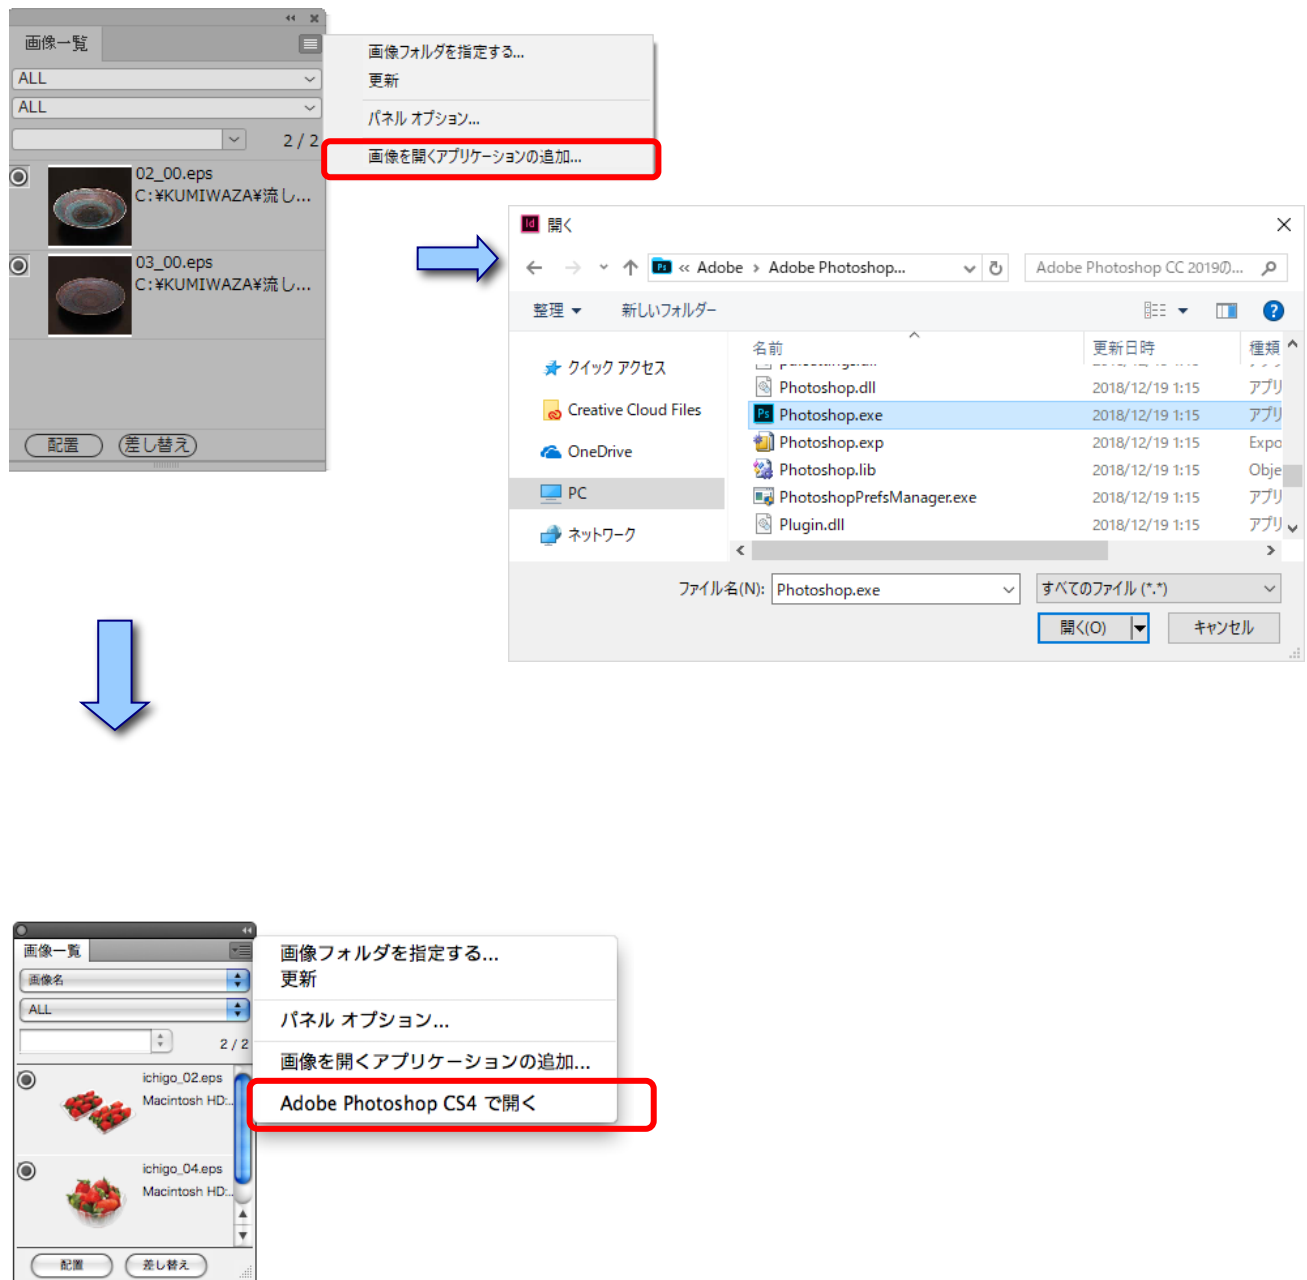 画像一覧
ALL
ALL
2 / 2
02_00.eps
C:¥KUMIWAZA¥流し...
03_00.eps
C:¥KUMIWAZA¥流し...
配置
差し替え
画像フォルダを指定する...
更新
パネル オプション...
画像を開くアプリケーションの追加...
Id 開く
Ps « Adobe › Adobe Photoshop...
Adobe Photoshop CC 2019の...
整理
新しいフォルダー
名前 更新日時 種類
クイック アクセス
Creative Cloud Files
OneDrive
PC
ネットワーク
Photoshop.dll 2018/12/19 1:15 アプリ
Ps Photoshop.exe 2018/12/19 1:15 アプリ
Photoshop.exp 2018/12/19 1:15 Expo
Photoshop.lib 2018/12/19 1:15 Obje
PhotoshopPrefsManager.exe 2018/12/19 1:15 アプリ
Plugin.dll 2018/12/19 1:15 アプリ
ファイル名(N): Photoshop.exe
すべてのファイル (*.*)
開く(O)
キャンセル
画像一覧
画像名
ALL
2 / 2
ichigo_02.eps
Macintosh HD:..
ichigo_04.eps
Macintosh HD:..
配置
差し替え
画像フォルダを指定する...
更新
パネル オプション...
画像を開くアプリケーションの追加...
Adobe Photoshop CS4 で開く